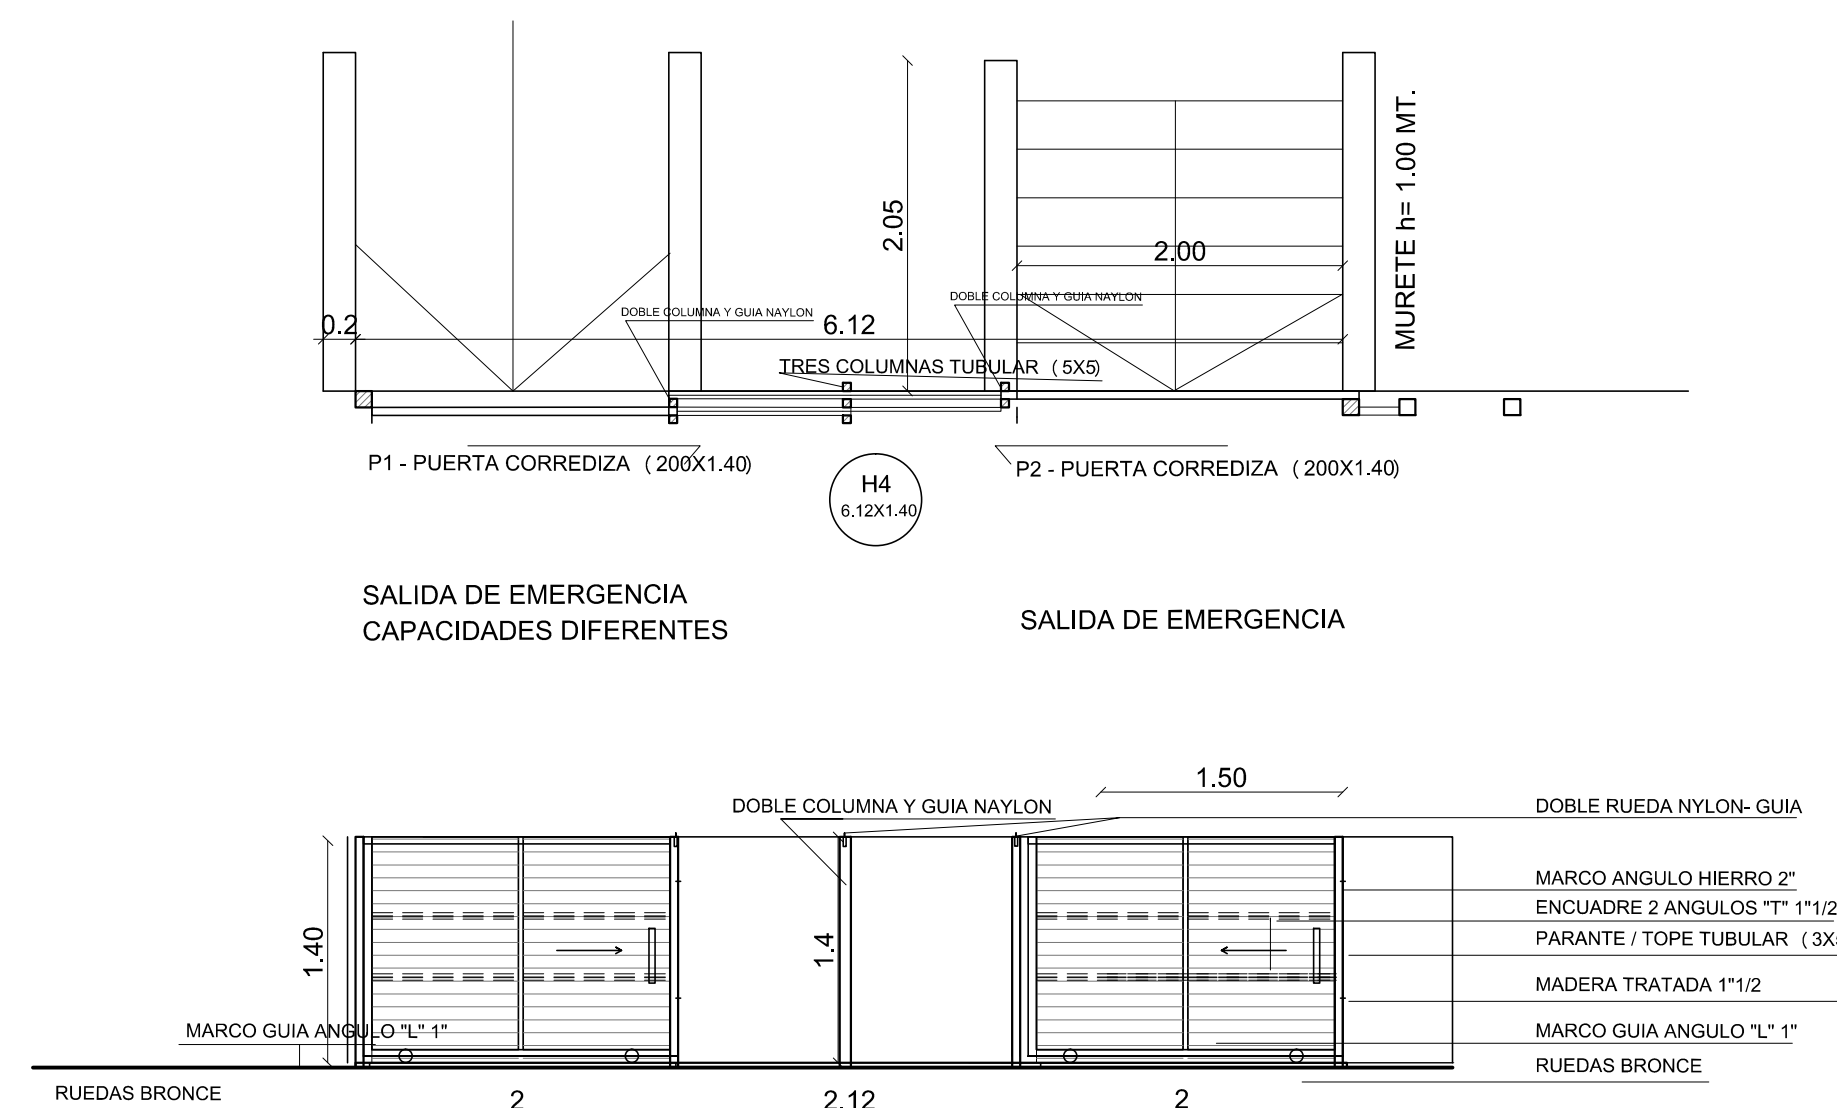 MURETE h= 1.00 MT.
2.05
2.00
DOBLE COLUMNA Y GUIA NAYLON
DOBLE COLUMNA Y GUIA NAYLON
0.2
6.12
TRES COLUMNAS TUBULAR (5X5)
P1 - PUERTA CORREDIZA (200X1.40)
P2 - PUERTA CORREDIZA (200X1.40)
H4
6.12X1.40
SALIDA DE EMERGENCIA
CAPACIDADES DIFERENTES
SALIDA DE EMERGENCIA
1.50
DOBLE COLUMNA Y GUIA NAYLON
DOBLE RUEDA NYLON- GUIA
MARCO ANGULO HIERRO 2"
ENCUADRE 2 ANGULOS "T" 1"1/2
1.40
1.4
PARANTE / TOPE TUBULAR (3X
MADERA TRATADA 1"1/2
MARCO GUIA ANGULO "L" 1"
MARCO GUIA ANGULO "L" 1"
RUEDAS BRONCE
RUEDAS BRONCE
2
2.12
2